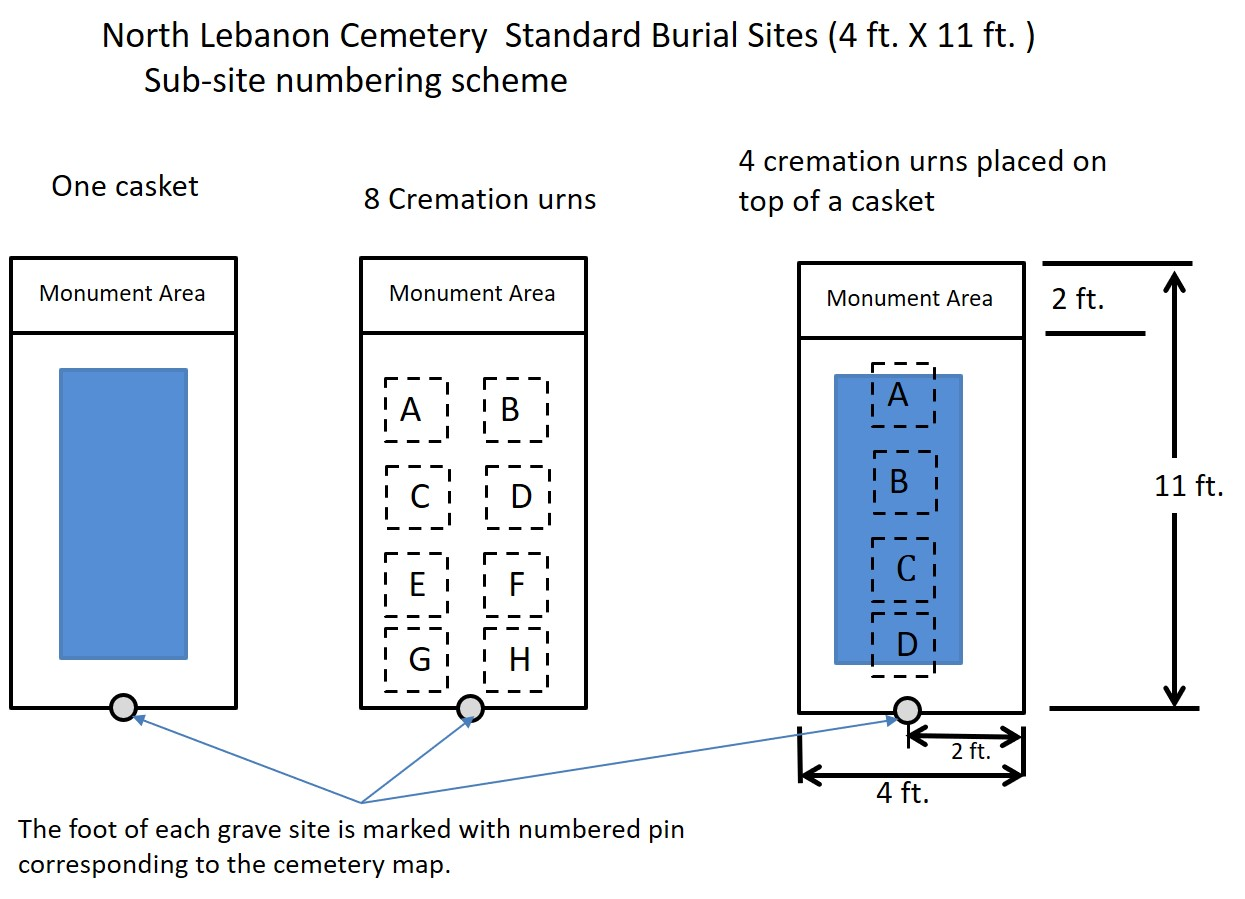 North Lebanon Cemetery  Standard Burial Sites (4 ft. X 11 ft. )
Sub-site numbering scheme
One casket
8 Cremation urns
4 cremation urns placed on
top of a casket
Monument Area
Monument Area
Monument Area
2 ft.
A B
C D
E F
G H
A
B
C
D
11 ft.
2 ft.
4 ft.
The foot of each grave site is marked with numbered pin
corresponding to the cemetery map.